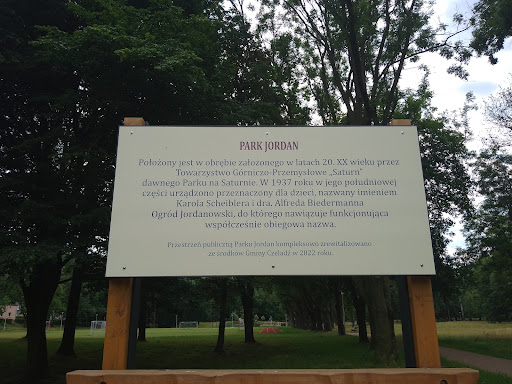 PARK JORDAN
Położony jest w obrębie założonego w latach 20. XX wieku przez
Towarzystwo Górniczo-Przemysłowe „Saturn”
dawnego Parku na Saturnie. W 1937 roku w jego południowej
części urządzono przeznaczony dla dzieci, nazwany imieniem
Karola Scheiblera i dra. Alfreda Biedermanna
Ogród Jordanowski, do którego nawiązuje funkcjonująca
współcześnie obiegowa nazwa.
Przestrzeń publiczną Parku Jordan kompleksowo zrewitalizowano
ze środków Gminy Czeladź w 2022 roku.